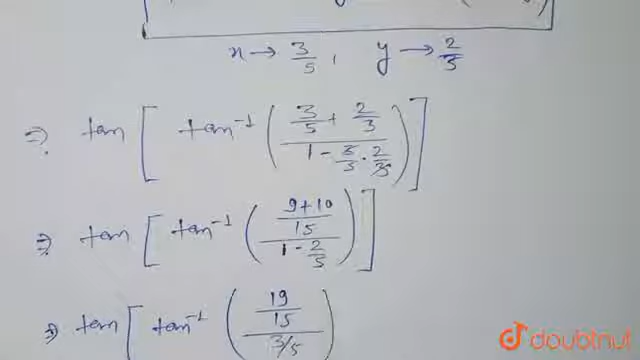 x → 3/5, y → 2/3
⇒ tan [ tan⁻¹ ( (3/5 + 2/3) / (1 - 3/5 · 2/3) ) ]
⇒ tan [ tan⁻¹ ( ((9+10)/15) / (1 - 2/5) ) ]
⇒ tan [ tan⁻¹ ( (19/15) / (3/5) )
doubtnut